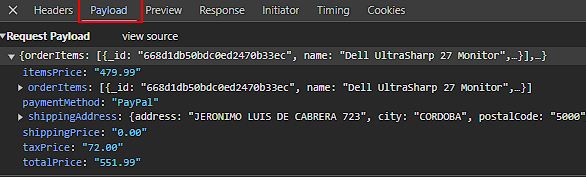 Headers Payload Preview Response Initiator Timing Cookies
▼ Request Payload view source
▼ {orderItems: [{_id: "668d1db50bdc0ed2470b33ec", name: "Dell UltraSharp 27 Monitor",…}],…}
itemsPrice: "479.99"
▶ orderItems: [{_id: "668d1db50bdc0ed2470b33ec", name: "Dell UltraSharp 27 Monitor",…}]
paymentMethod: "PayPal"
▶ shippingAddress: {address: "JERONIMO LUIS DE CABRERA 723", city: "CORDOBA", postalCode: "5000"
shippingPrice: "0.00"
taxPrice: "72.00"
totalPrice: "551.99"